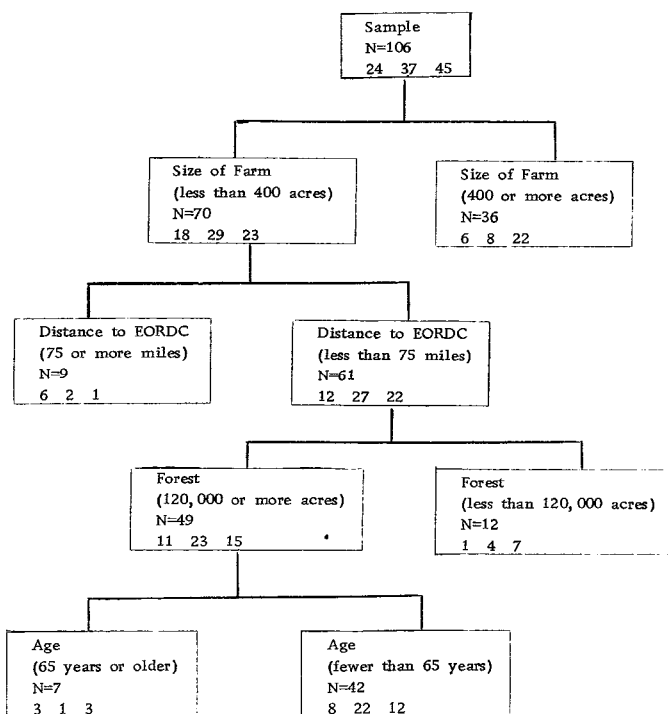 Sample
N=106
24 37 45
Size of Farm
(less than 400 acres)
N=70
18 29 23
Size of Farm
(400 or more acres)
N=36
6 8 22
Distance to EORDC
(75 or more miles)
N=9
6 2 1
Distance to EORDC
(less than 75 miles)
N=61
12 27 22
Forest
(120,000 or more acres)
N=49
11 23 15
Forest
(less than 120,000 acres)
N=12
1 4 7
Age
(65 years or older)
N=7
3 1 3
Age
(fewer than 65 years)
N=42
8 22 12